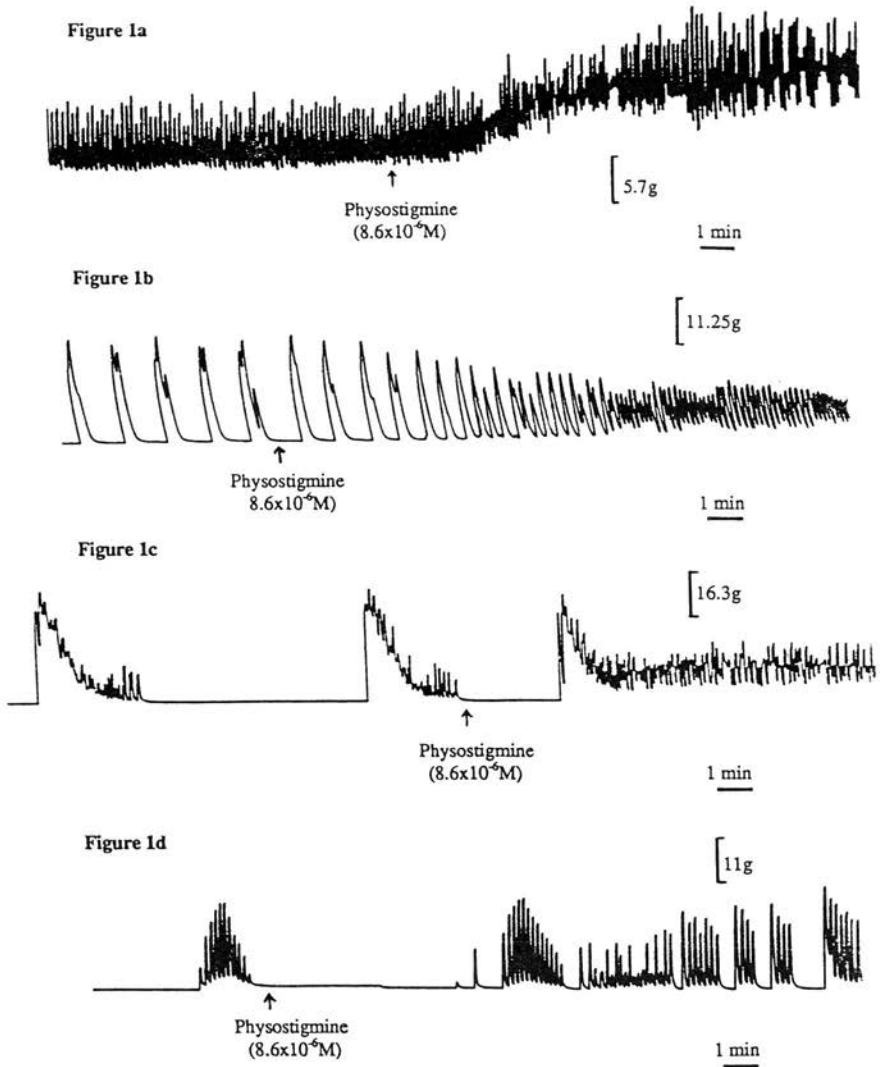 Figure 1a
Physostigmine
(8.6x10⁻⁶M)
5.7g
1 min
Figure 1b
11.25g
Physostigmine
8.6x10⁻⁶M)
1 min
Figure 1c
16.3g
Physostigmine
(8.6x10⁻⁶M)
1 min
Figure 1d
11g
Physostigmine
(8.6x10⁻⁶M)
1 min